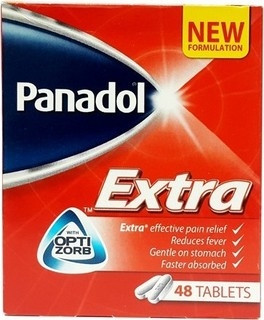 NEW
FORMULATION
Panadol
Extra
TM
Extra+ effective pain relief
Reduces fever
Gentle on stomach
Faster absorbed
WITH
OPTI
ZORB
48 TABLETS